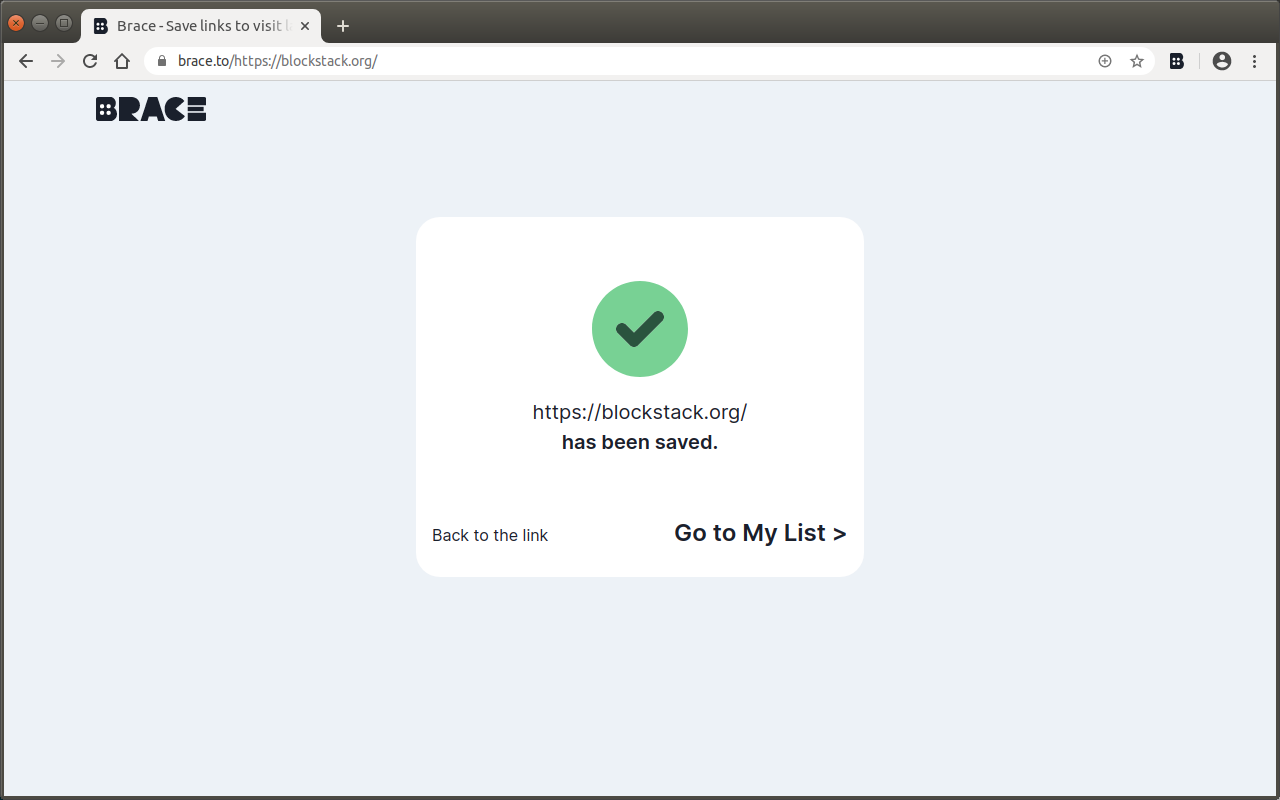 Brace - Save links to visit
brace.to/https://blockstack.org/
BRACE
https://blockstack.org/
has been saved.
Back to the link
Go to My List >